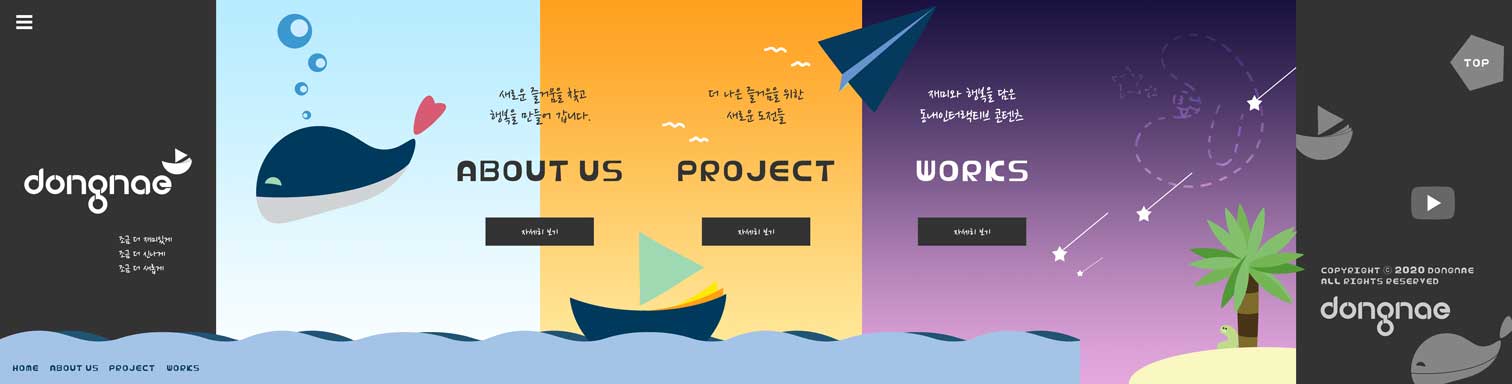 dongnae
조금 더 재미있게
조금 더 신나게
조금 더 새롭게
새로운 즐거움을 찾고
행복을 만들어 갑니다.
ABOUT US
자세히 보기
더 나은 즐거움을 위한
새로운 도전들
PROJECT
자세히 보기
재미와 행복을 담은
동내인터랙티브 콘텐츠
WORKS
자세히 보기
TOP
COPYRIGHT ⓒ 2020 DONGNAE
ALL RIGHTS RESERVED
dongnae
HOME ABOUT US PROJECT WORKS